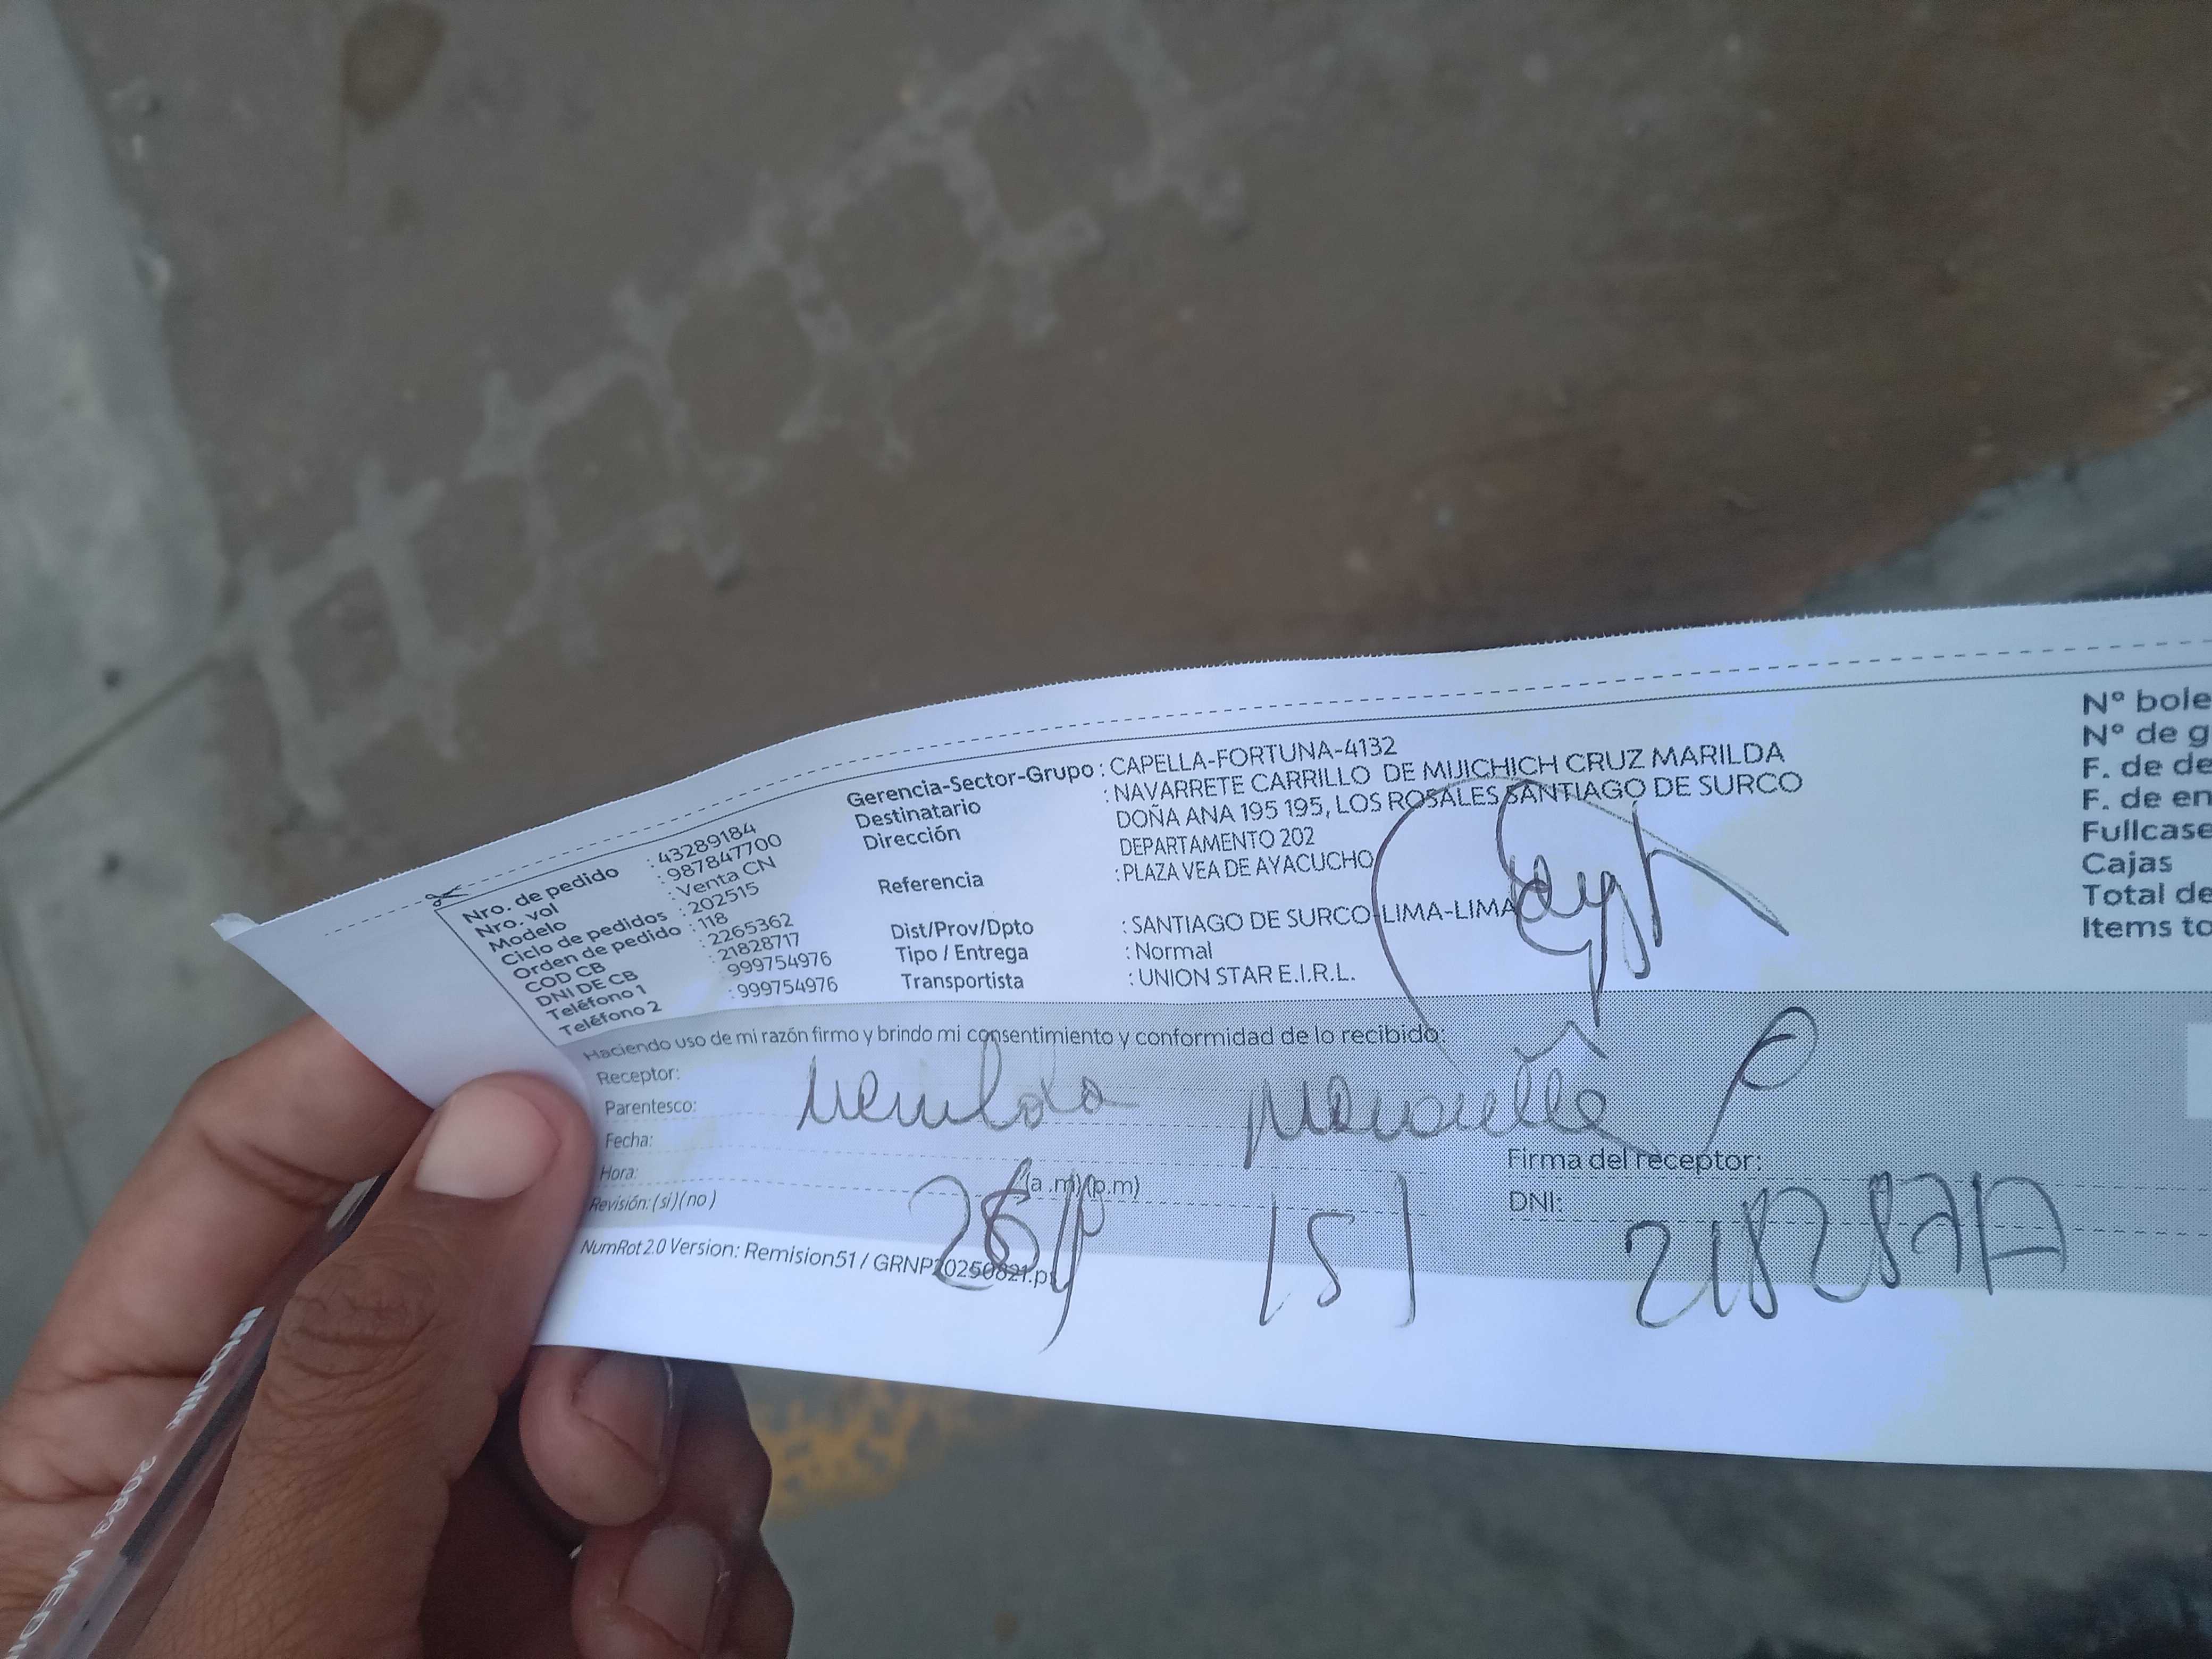 Nro. de pedido : 43289184
Nro. vol : 987847700
Modelo : Venta CN
Ciclo de pedidos : 202515
Orden de pedido : 118
COD CB : 2265362
DNI DE CB : 21828717
Teléfono 1 : 999754976
Teléfono 2 : 999754976
Gerencia-Sector-Grupo : CAPELLA-FORTUNA-4132
Destinatario : NAVARRETE CARRILLO DE MIJICHICH CRUZ MARILDA
Dirección DOÑA ANA 195 195, LOS ROSALES SANTIAGO DE SURCO
DEPARTAMENTO 202
Referencia : PLAZA VEA DE AYACUCHO
Dist/Prov/Dpto : SANTIAGO DE SURCO-LIMA-LIMA
Tipo / Entrega : Normal
Transportista : UNION STAR E.I.R.L.
Nº bole
Nº de g
F. de de
F. de en
Fullcase
Cajas
Total de
Items to
Haciendo uso de mi razón firmo y brindo mi consentimiento y conformidad de lo recibido:
Receptor:
Parentesco:
Fecha:
Hora: (a.m)(p.m)
Revisión: (si)(no)
Firma del receptor:
DNI: 21828717
NumRot 2.0 Version: Remision51 / GRNP20250821.p